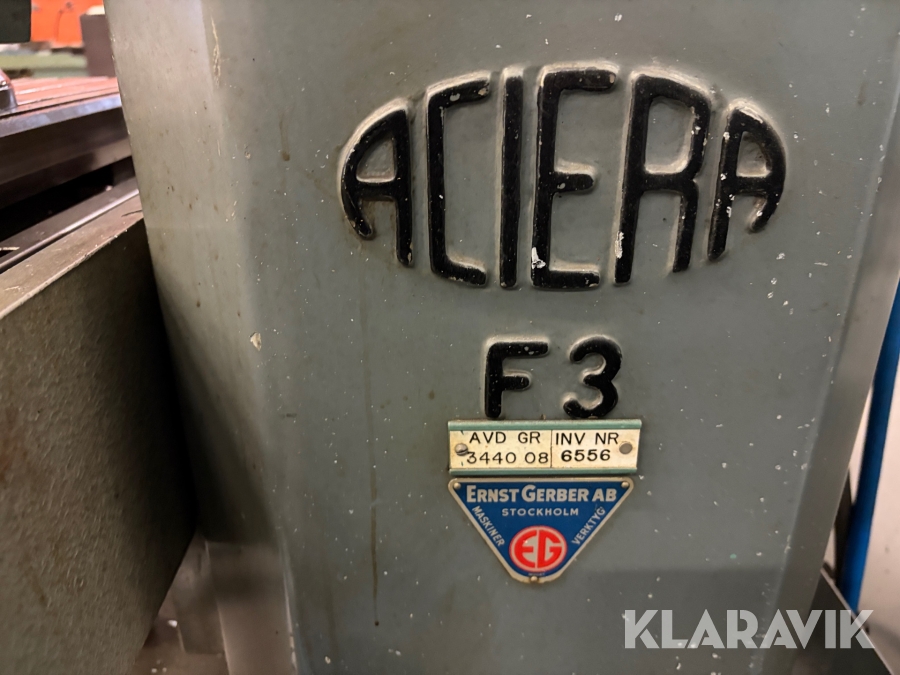 ACIERA
F3
AVD GR INV NR
3440 08 6556
ERNST GERBER AB
STOCKHOLM
MASKINER VERKTYG
EG
KLARAVIK